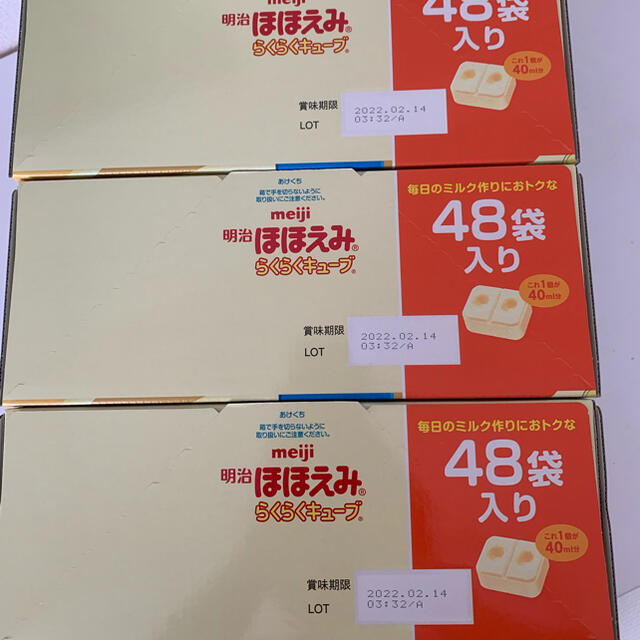 meiji
明治 ほほえみ®
らくらくキューブ®
48袋
入り
これ1個が
40ml分
賞味期限
LOT
2022.02.14
03:32/A
あけくち
箱で手を切らないように
取り扱いにご注意ください。
meiji
明治 ほほえみ®
らくらくキューブ®
毎日のミルク作りにおトクな
48袋
入り
これ1個が
40ml分
賞味期限
LOT
2022.02.14
03:32/A
あけくち
箱で手を切らないように
取り扱いにご注意ください。
meiji
明治 ほほえみ®
らくらくキューブ®
毎日のミルク作りにおトクな
48袋
入り
これ1個が
40ml分
賞味期限
LOT
2022.02.14
03:32/A